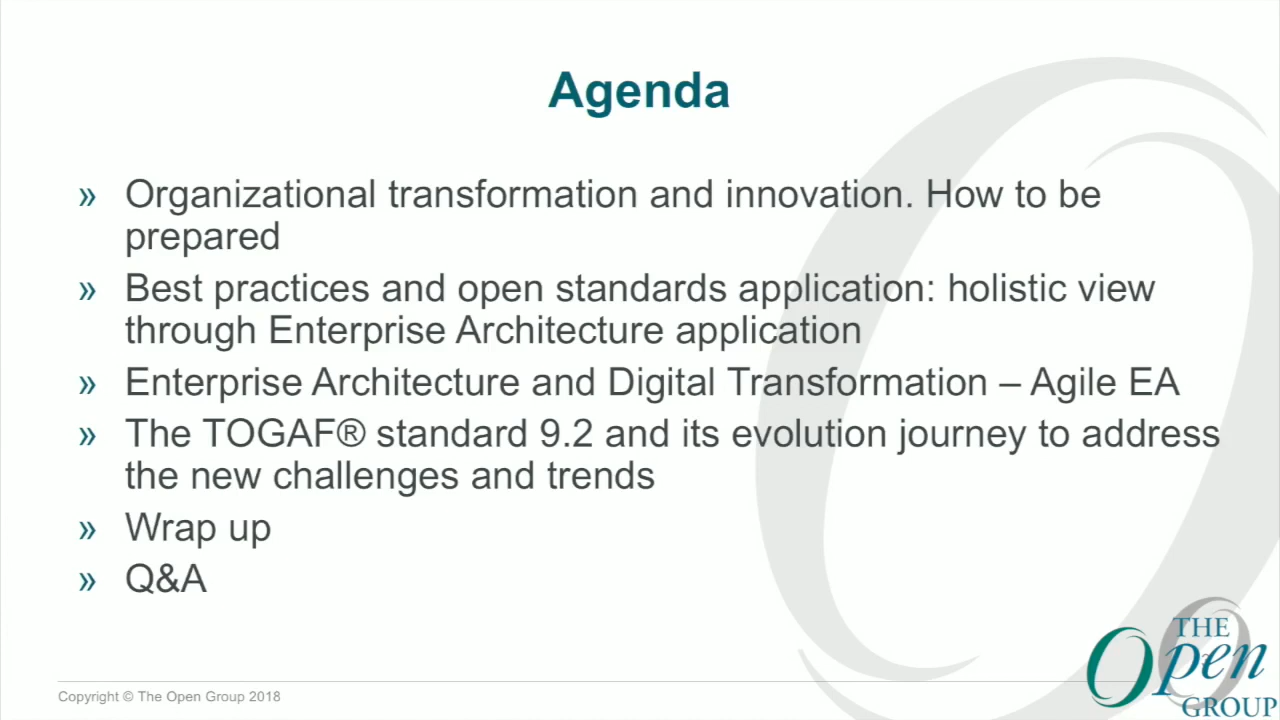 Agenda
» Organizational transformation and innovation. How to be
prepared
» Best practices and open standards application: holistic view
through Enterprise Architecture application
» Enterprise Architecture and Digital Transformation – Agile EA
» The TOGAF® standard 9.2 and its evolution journey to address
the new challenges and trends
» Wrap up
» Q&A
Copyright © The Open Group 2018
THE
Open
GROUP